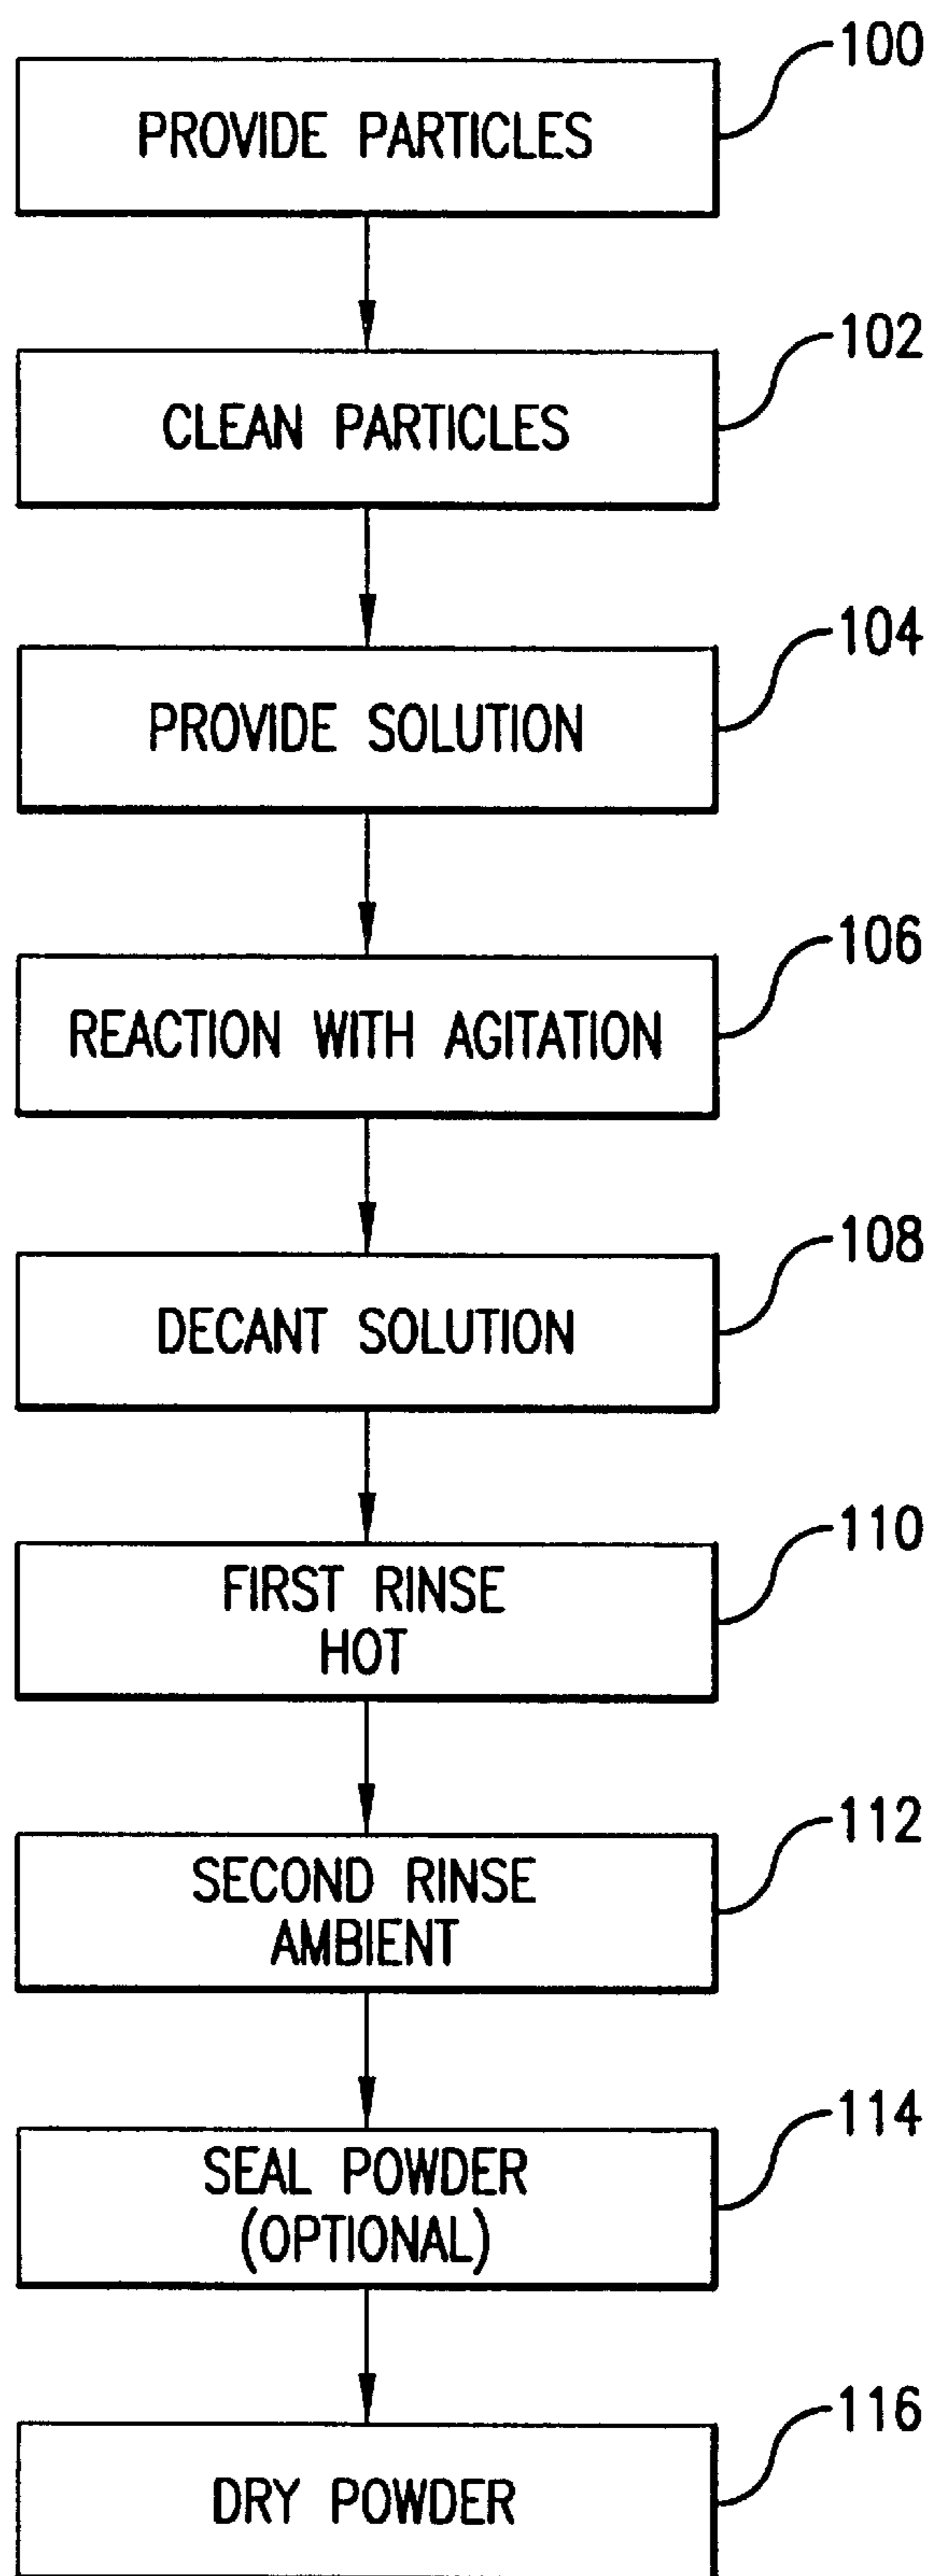 100
PROVIDE PARTICLES
102
CLEAN PARTICLES
104
PROVIDE SOLUTION
106
REACTION WITH AGITATION
108
DECANT SOLUTION
110
FIRST RINSE
HOT
112
SECOND RINSE
AMBIENT
114
SEAL POWDER
(OPTIONAL)
116
DRY POWDER